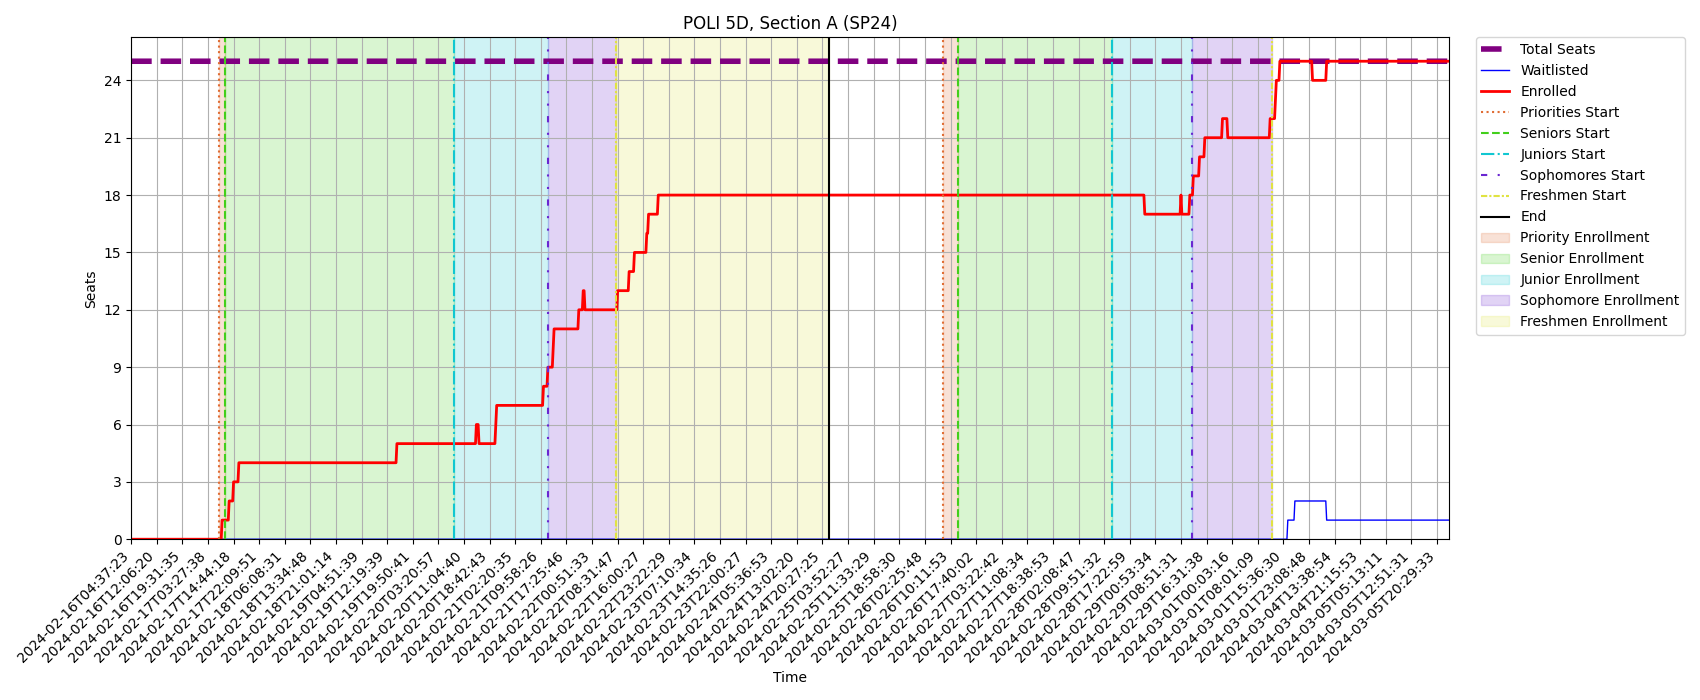 POLI 5D, Section A (SP24)
Seats
24
21
18
15
12
9
6
3
0
2024-02-16T04:37:23
2024-02-16T12:06:20
2024-02-16T19:31:35
2024-02-17T03:27:38
2024-02-17T14:44:18
2024-02-17T22:09:51
2024-02-18T06:08:31
2024-02-18T13:34:48
2024-02-18T21:01:14
2024-02-19T04:51:39
2024-02-19T12:19:39
2024-02-19T19:50:41
2024-02-20T03:20:57
2024-02-20T11:04:40
2024-02-20T18:42:43
2024-02-21T02:20:35
2024-02-21T09:58:26
2024-02-21T17:25:46
2024-02-22T00:51:33
2024-02-22T08:31:47
2024-02-22T16:00:27
2024-02-22T23:22:29
2024-02-23T07:10:34
2024-02-23T14:35:26
2024-02-23T22:00:27
2024-02-24T05:36:53
2024-02-24T13:02:20
2024-02-24T20:27:25
2024-02-25T03:52:27
2024-02-25T11:33:29
2024-02-25T18:58:30
2024-02-26T02:25:48
2024-02-26T10:11:53
2024-02-26T17:40:02
2024-02-27T03:22:42
2024-02-27T11:08:34
2024-02-27T18:38:53
2024-02-28T02:08:47
2024-02-28T09:51:32
2024-02-28T17:22:59
2024-02-29T00:53:34
2024-02-29T08:51:31
2024-02-29T16:31:38
2024-03-01T00:03:16
2024-03-01T08:01:09
2024-03-01T15:36:30
2024-03-01T23:08:48
2024-03-04T13:38:54
2024-03-04T21:15:53
2024-03-05T05:13:11
2024-03-05T12:51:31
2024-03-05T20:29:33
Time
Total Seats
Waitlisted
Enrolled
Priorities Start
Seniors Start
Juniors Start
Sophomores Start
Freshmen Start
End
Priority Enrollment
Senior Enrollment
Junior Enrollment
Sophomore Enrollment
Freshmen Enrollment